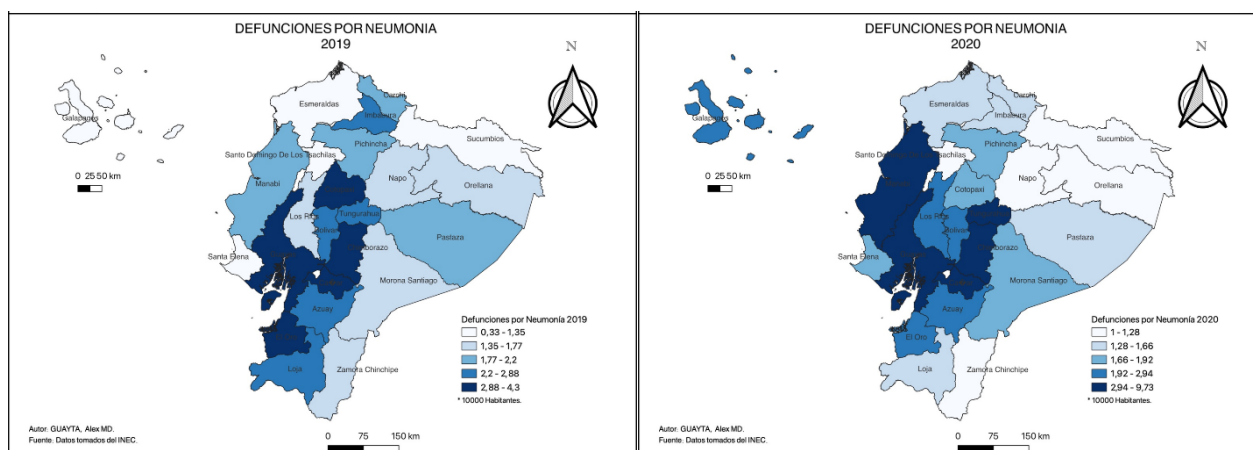 DEFUNCIONES POR NEUMONIA
2019
N
Galapagos
0 25 50 km
Esmeraldas
Carchi
Imbabura
Sucumbios
Santo Domingo De Los Tsachilas
Pichincha
Manabí
Napo
Orellana
Los Rios
Tungurahua
Bolivar
Pastaza
Santa Elena
Morona Santiago
Azuay
Loja
Zamora Chinchipe
Defunciones por Neumonía 2019
0,33 - 1,35
1,35 - 1,77
1,77 - 2,2
2,2 - 2,88
2,88 - 4,3
* 10000 Habitantes.
Autor: GUAYTA, Alex MD.
Fuente: Datos tomados del INEC.
0 75 150 km
DEFUNCIONES POR NEUMONIA
2020
N
Galapagos
0 25 50 km
Esmeraldas
Carchi
Imbabura
Sucumbios
Pichincha
Napo
Orellana
Cotopaxi
Los Rios
Bolivar
Pastaza
Santa Elena
Morona Santiago
Azuay
El Oro
Loja
Zamora Chinchipe
Defunciones por Neumonía 2020
1 - 1,28
1,28 - 1,66
1,66 - 1,92
1,92 - 2,94
2,94 - 9,73
* 10000 Habitantes.
Autor: GUAYTA, Alex MD.
Fuente: Datos tomados del INEC.
0 75 150 km